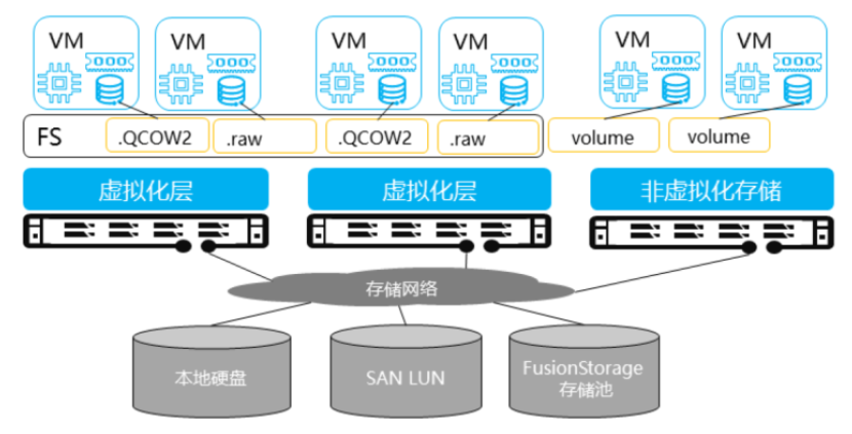 VM
VM
VM
VM
VM
VM
FS
.QCOW2
.raw
.QCOW2
.raw
volume
volume
虚拟化层
虚拟化层
非虚拟化存储
存储网络
本地硬盘
SAN LUN
FusionStorage
存储池